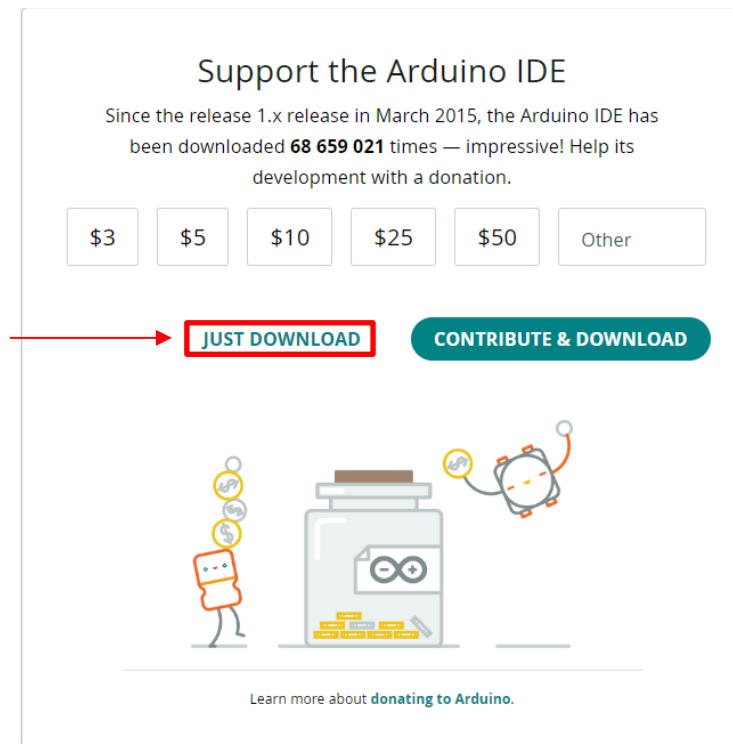 Support the Arduino IDE
Since the release 1.x release in March 2015, the Arduino IDE has
been downloaded 68 659 021 times — impressive! Help its
development with a donation.
$3 $5 $10 $25 $50 Other
JUST DOWNLOAD CONTRIBUTE & DOWNLOAD
Learn more about donating to Arduino.